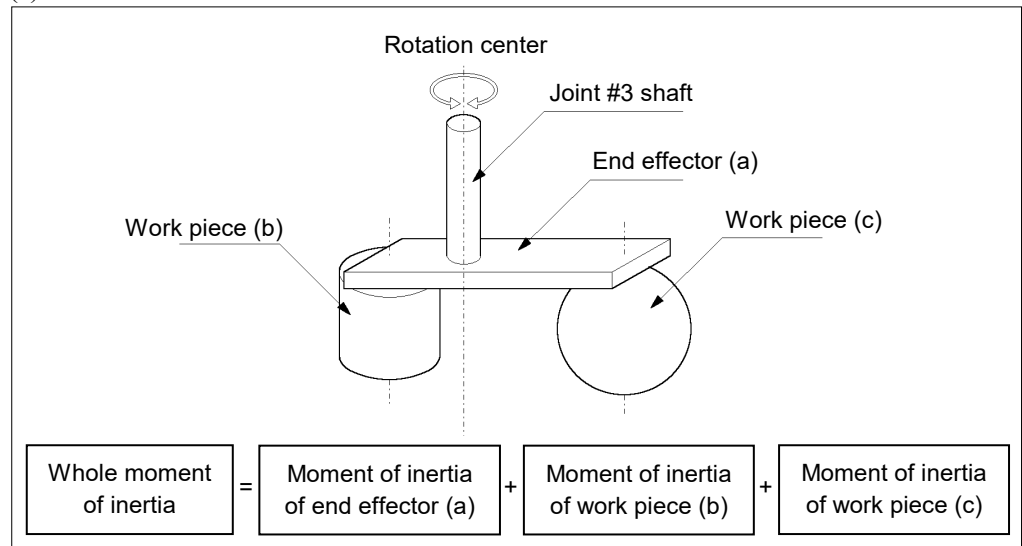 Rotation center
Joint #3 shaft
End effector (a)
Work piece (b)
Work piece (c)
Whole moment
of inertia
=
Moment of inertia
of end effector (a)
+
Moment of inertia
of work piece (b)
+
Moment of inertia
of work piece (c)